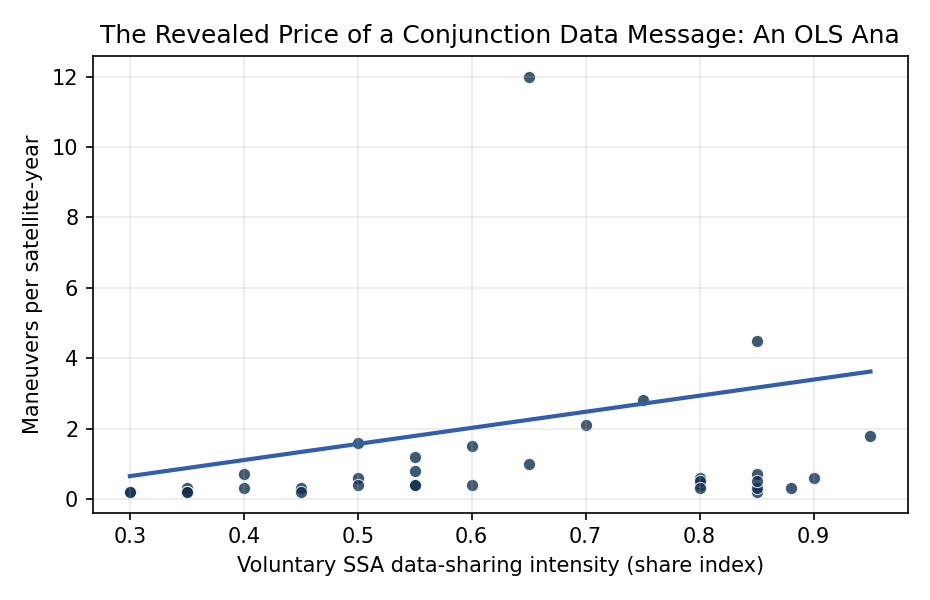 The Revealed Price of a Conjunction Data Message: An OLS Ana
Maneuvers per satellite-year
12
10
8
6
4
2
0
0.3 0.4 0.5 0.6 0.7 0.8 0.9
Voluntary SSA data-sharing intensity (share index)